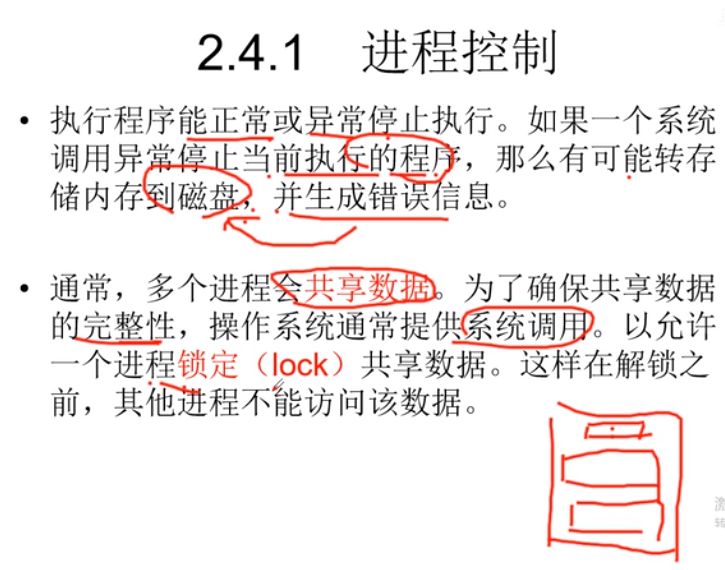 2.4.1 进程控制
• 执行程序能正常或异常停止执行。如果一个系统
调用异常停止当前执行的程序，那么有可能转存
储内存到磁盘，并生成错误信息。
• 通常，多个进程会共享数据。为了确保共享数据
的完整性，操作系统通常提供系统调用。以允许
一个进程锁定（lock）共享数据。这样在解锁之
前，其他进程不能访问该数据。